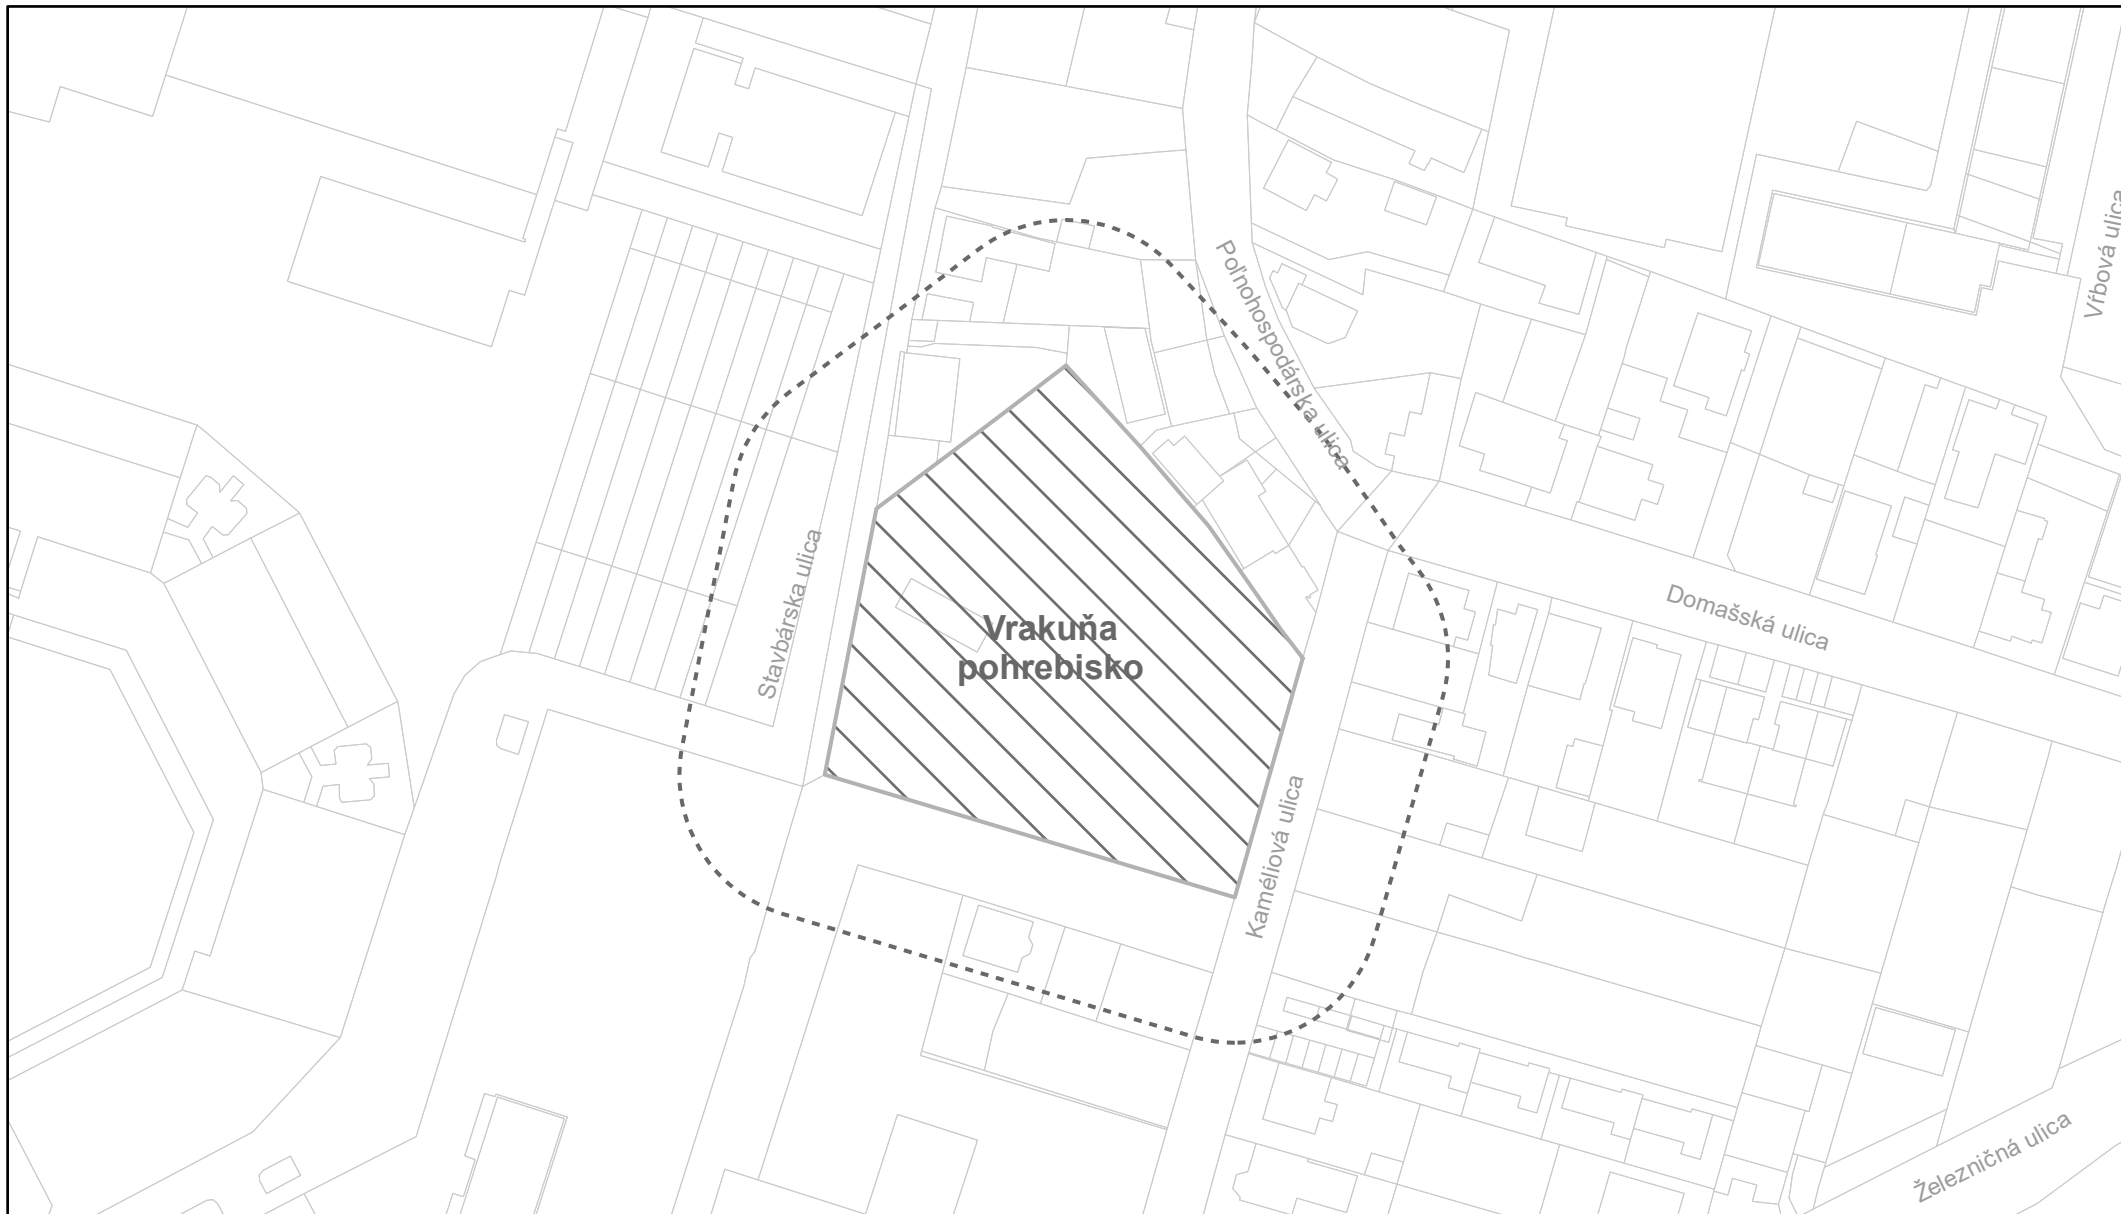 Vŕbová ulica
Poľnohospodárska ulica
Stavbárska ulica
Domašská ulica
Vrakuňa
pohrebisko
Kaméliová ulica
Železničná ulica